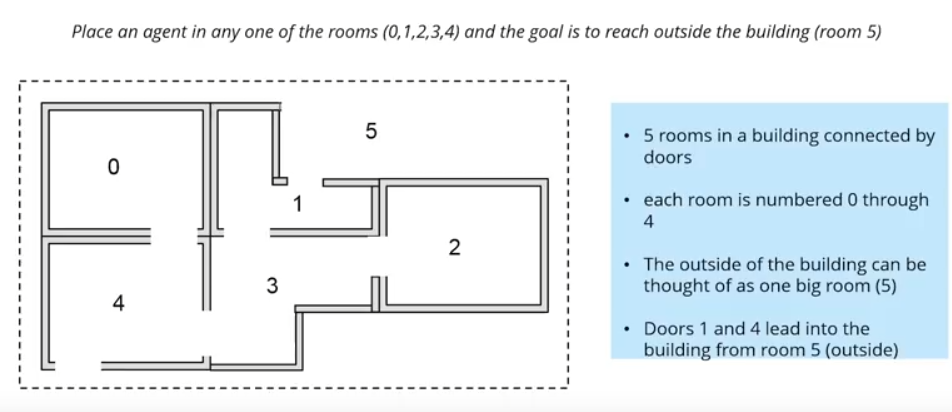 Place an agent in any one of the rooms (0,1,2,3,4) and the goal is to reach outside the building (room 5)
5
0
1
2
3
4
• 5 rooms in a building connected by
doors
• each room is numbered 0 through
4
• The outside of the building can be
thought of as one big room (5)
• Doors 1 and 4 lead into the
building from room 5 (outside)